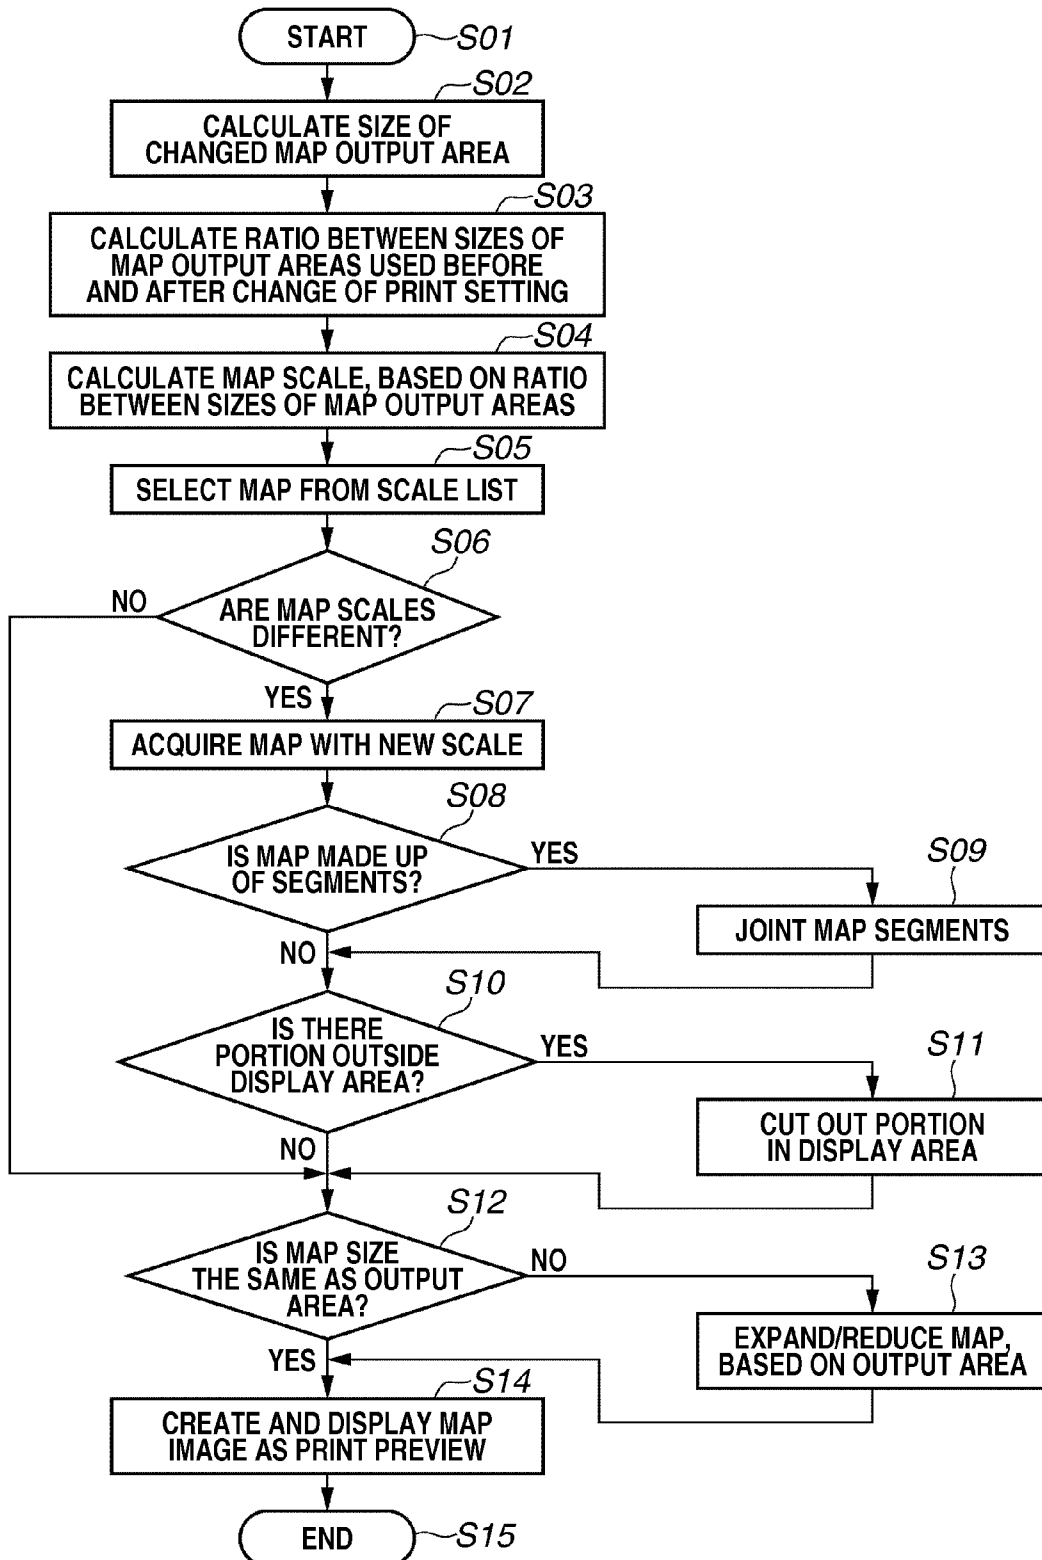 START
S01
S02
CALCULATE SIZE OF
CHANGED MAP OUTPUT AREA
S03
CALCULATE RATIO BETWEEN SIZES OF
MAP OUTPUT AREAS USED BEFORE
AND AFTER CHANGE OF PRINT SETTING
S04
CALCULATE MAP SCALE, BASED ON RATIO
BETWEEN SIZES OF MAP OUTPUT AREAS
S05
SELECT MAP FROM SCALE LIST
S06
NO
ARE MAP SCALES
DIFFERENT?
YES
S07
ACQUIRE MAP WITH NEW SCALE
S08
IS MAP MADE UP
OF SEGMENTS?
YES
S09
JOINT MAP SEGMENTS
NO
S10
IS THERE
PORTION OUTSIDE
DISPLAY AREA?
YES
S11
CUT OUT PORTION
IN DISPLAY AREA
NO
S12
IS MAP SIZE
THE SAME AS OUTPUT
AREA?
NO
S13
EXPAND/REDUCE MAP,
BASED ON OUTPUT AREA
YES
S14
CREATE AND DISPLAY MAP
IMAGE AS PRINT PREVIEW
END
S15